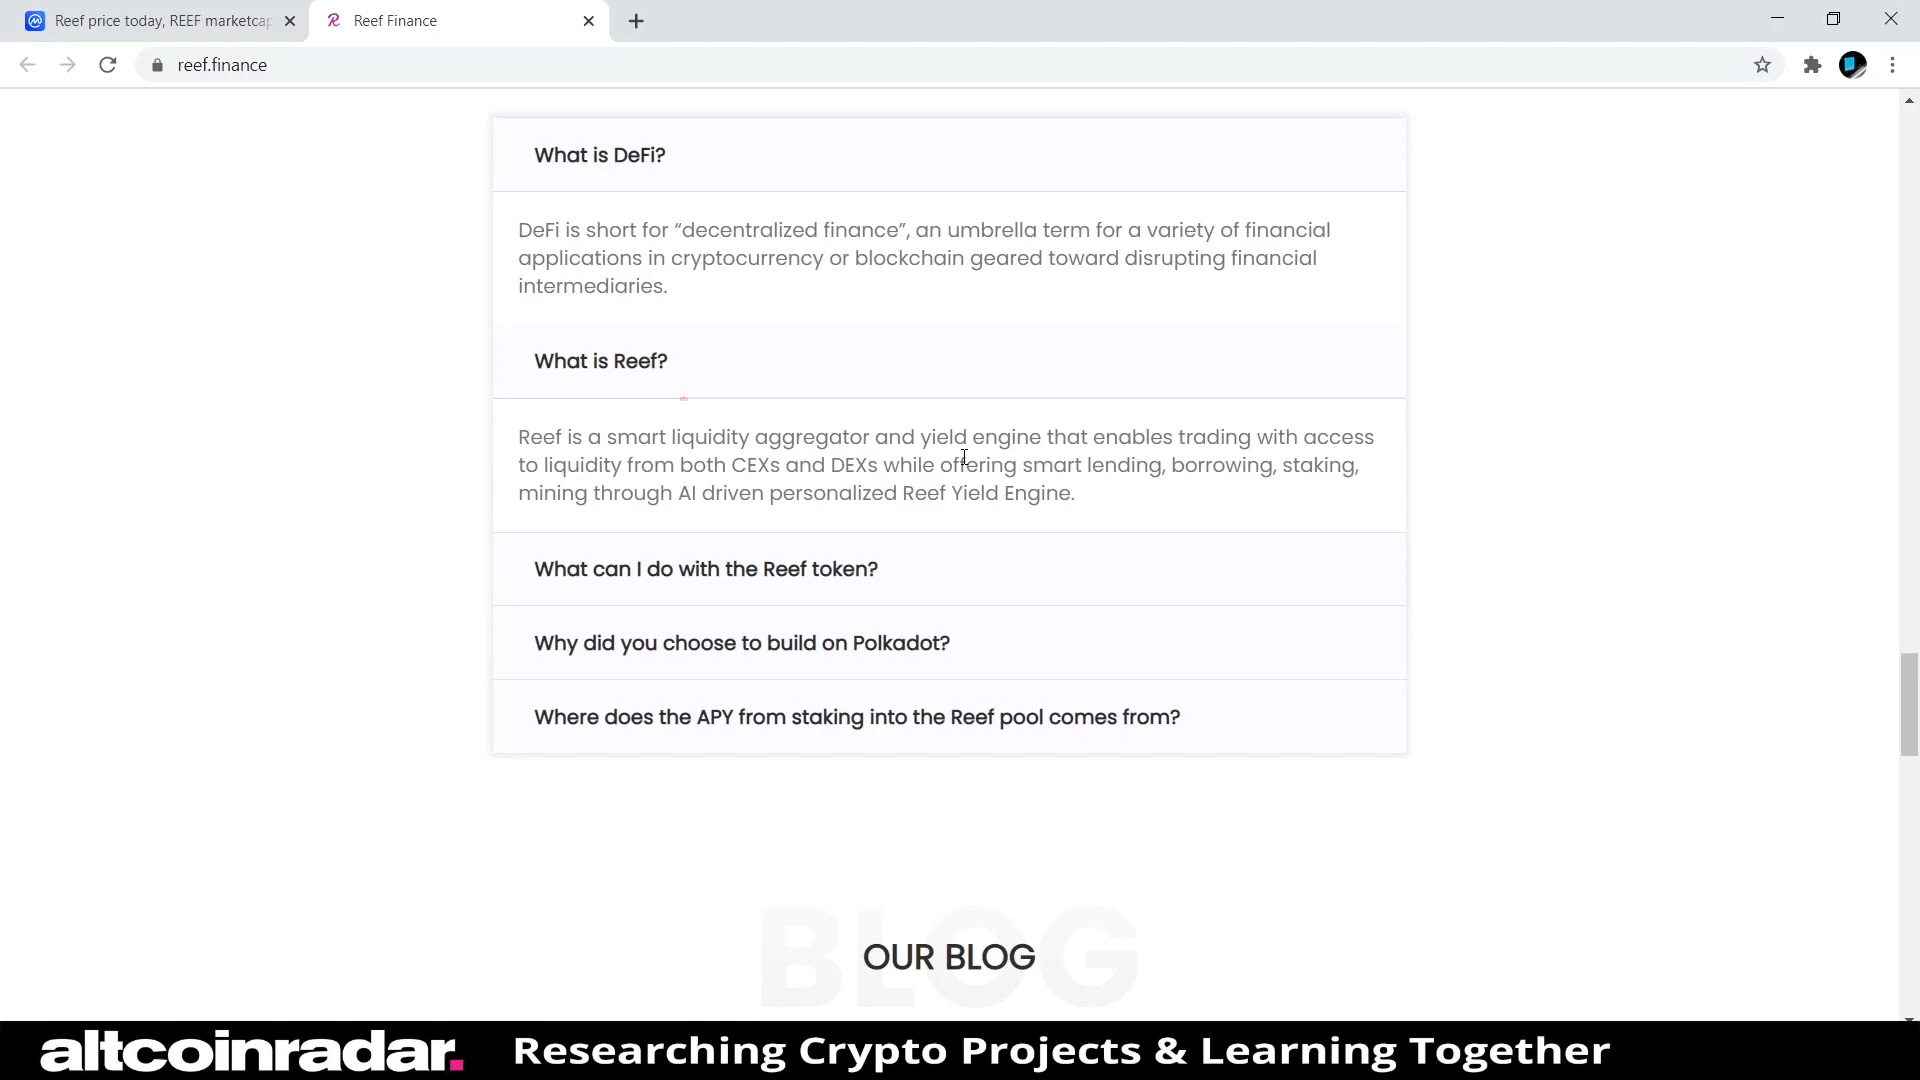 Reef price today, REEF marketcap
Reef Finance
reef.finance
What is DeFi?
DeFi is short for “decentralized finance”, an umbrella term for a variety of financial
applications in cryptocurrency or blockchain geared toward disrupting financial
intermediaries.
What is Reef?
Reef is a smart liquidity aggregator and yield engine that enables trading with access
to liquidity from both CEXs and DEXs while offering smart lending, borrowing, staking,
mining through AI driven personalized Reef Yield Engine.
What can I do with the Reef token?
Why did you choose to build on Polkadot?
Where does the APY from staking into the Reef pool comes from?
BLOG
OUR BLOG
altcoinradar. Researching Crypto Projects & Learning Together